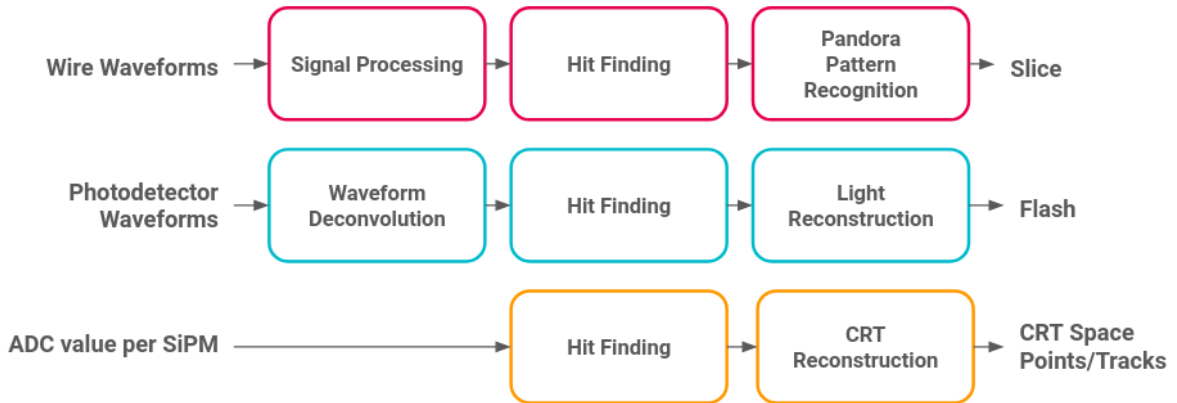 Wire Waveforms
Signal Processing
Hit Finding
Pandora
Pattern
Recognition
Slice
Photodetector
Waveforms
Waveform
Deconvolution
Hit Finding
Light
Reconstruction
Flash
ADC value per SiPM
Hit Finding
CRT
Reconstruction
CRT Space
Points/Tracks